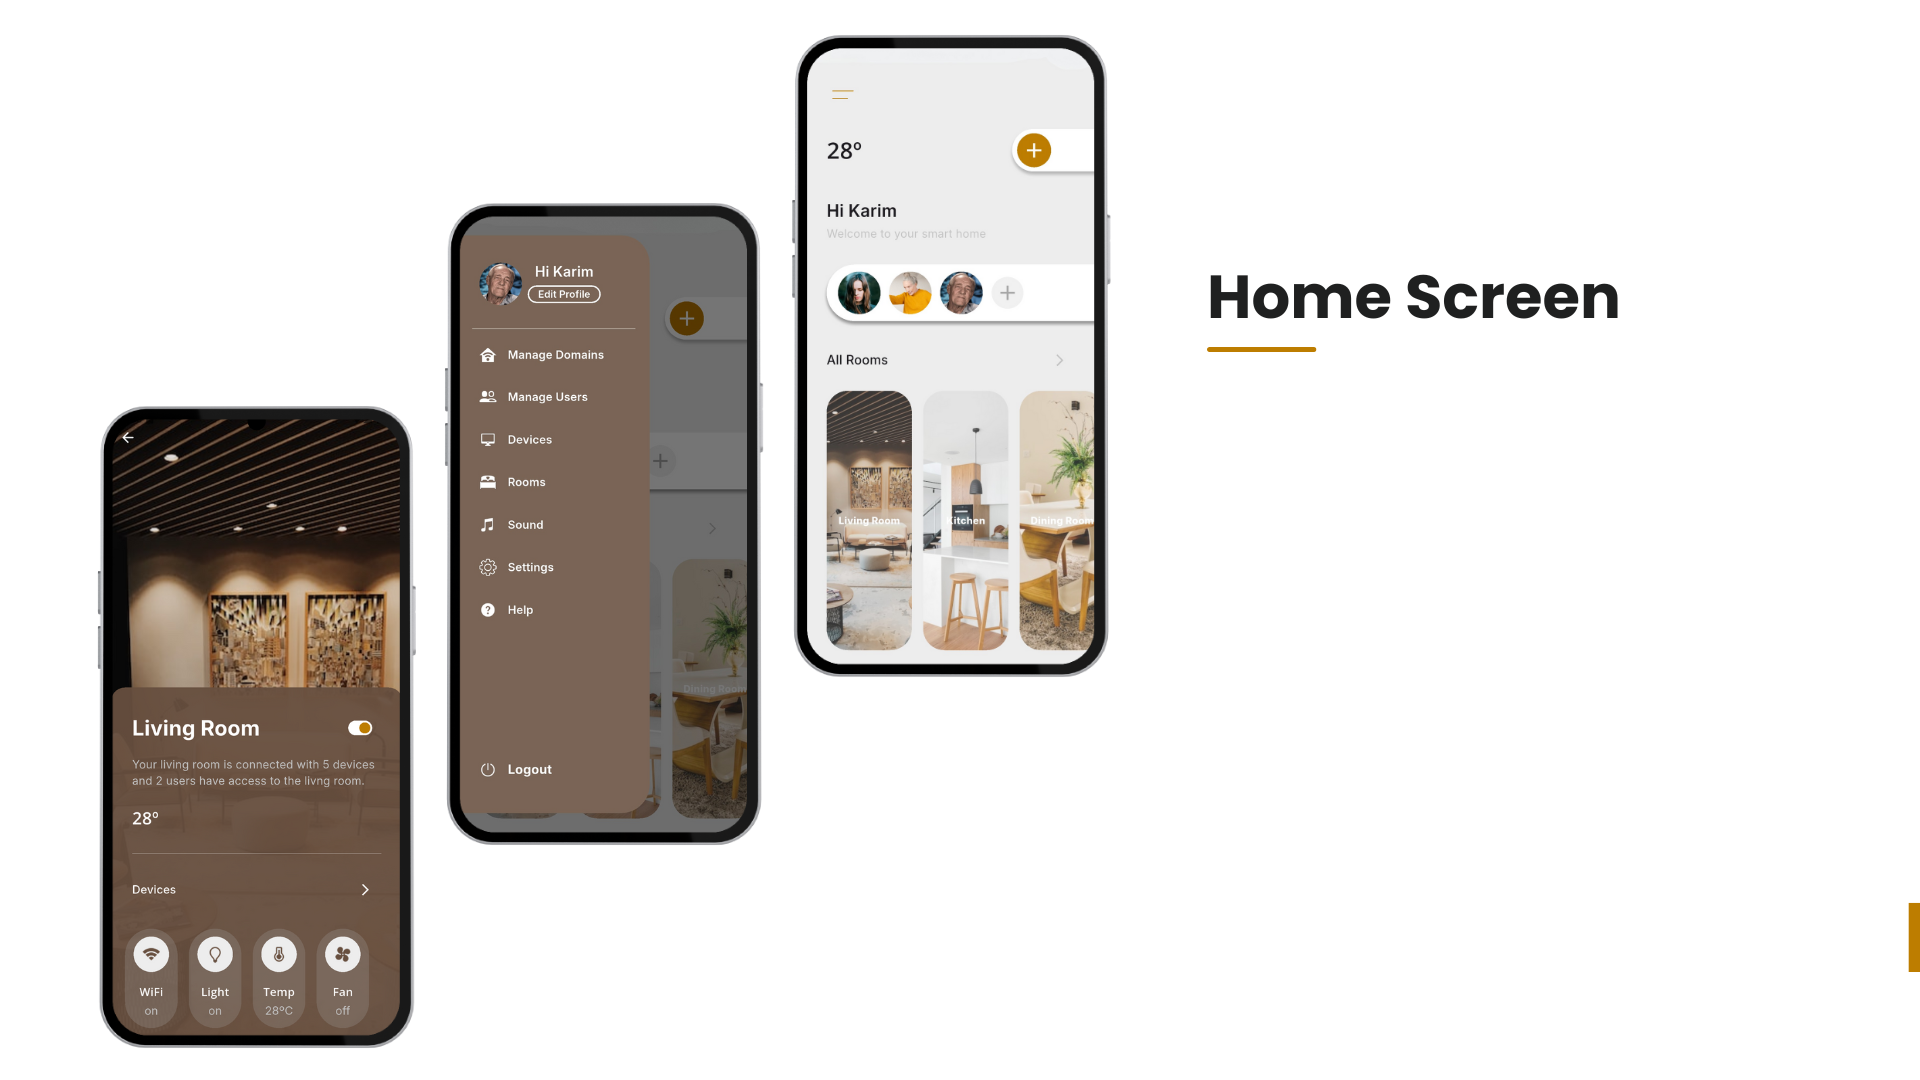 Home Screen
28º
Hi Karim
Welcome to your smart home
All Rooms
Living Room
Kitchen
Dining Room
Hi Karim
Edit Profile
Manage Domains
Manage Users
Devices
Rooms
Sound
Settings
Help
Logout
Dining Room
Living Room
Your living room is connected with 5 devices
and 2 users have access to the livng room.
28º
Devices
WiFi
on
Light
on
Temp
28ºC
Fan
off